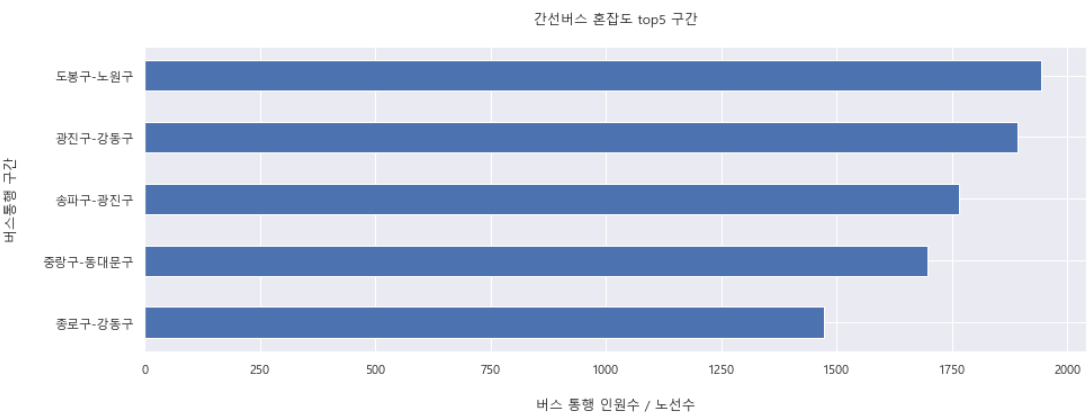 간선버스 혼잡도 top5 구간
도봉구-노원구
광진구-강동구
송파구-광진구
중랑구-동대문구
종로구-강동구
버스통행 구간
0 250 500 750 1000 1250 1500 1750 2000
버스 통행 인원수 / 노선수